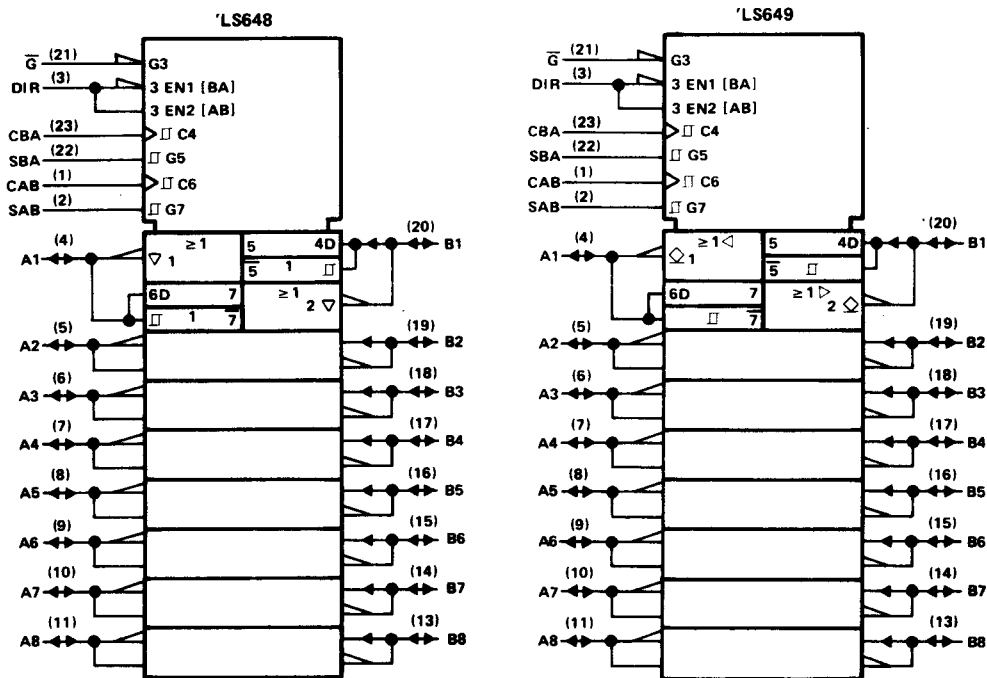 'LS648
G̅ (21) G3
DIR (3) 3 EN1 [BA]
3 EN2 [AB]
CBA (23) C4
SBA (22) G5
CAB (1) C6
SAB (2) G7
A1 (4) ▽ 1 ≥ 1 5 4D (20) B1
5̅ 1
6D 7 ≥ 1
1 7̅ 2 ▽
A2 (5) (19) B2
A3 (6) (18) B3
A4 (7) (17) B4
A5 (8) (16) B5
A6 (9) (15) B6
A7 (10) (14) B7
A8 (11) (13) B8
'LS649
G̅ (21) G3
DIR (3) 3 EN1 [BA]
3 EN2 [AB]
CBA (23) C4
SBA (22) G5
CAB (1) C6
SAB (2) G7
A1 (4) 1 ≥ 1 ◁ 5 4D (20) B1
5̅
6D 7 ≥ 1 ▷
7̅ 2
A2 (5) (19) B2
A3 (6) (18) B3
A4 (7) (17) B4
A5 (8) (16) B5
A6 (9) (15) B6
A7 (10) (14) B7
A8 (11) (13) B8